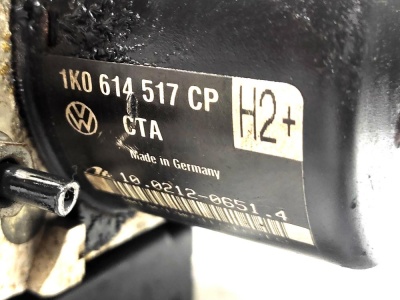 1K0 614 517 CP
H2+
CTA
Made in Germany
10.0212-0651.4